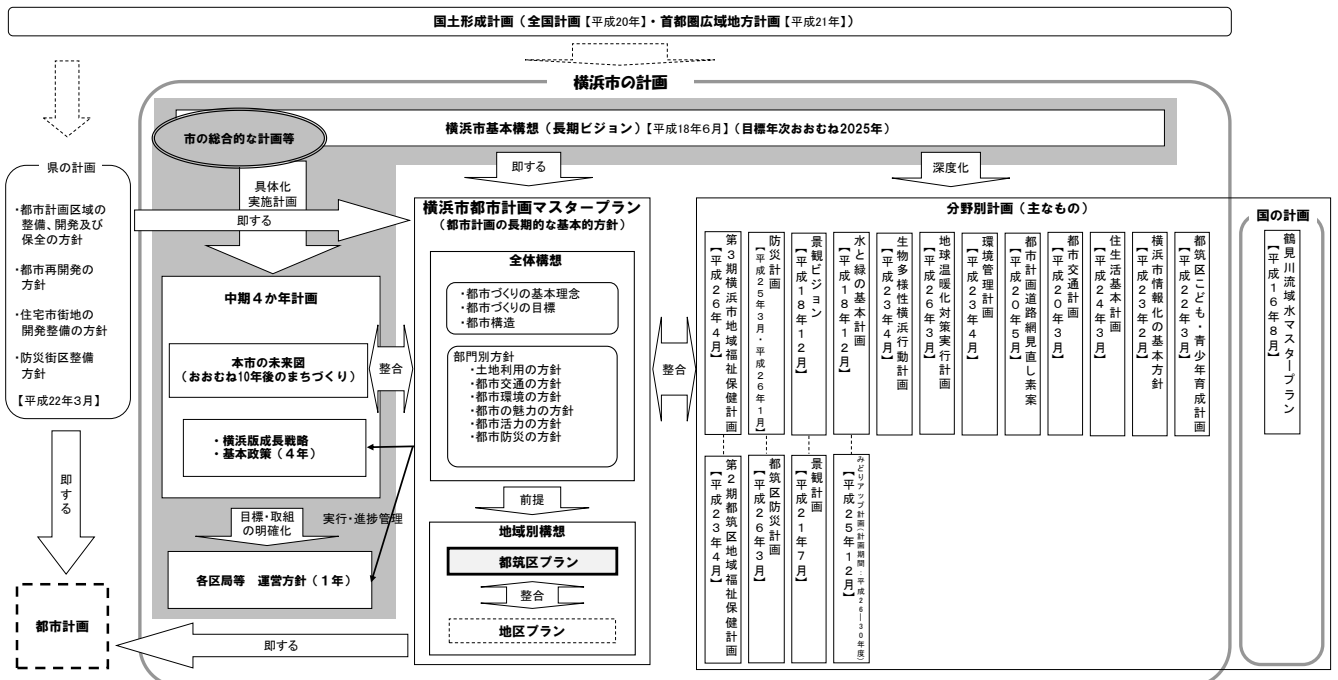 国土形成計画（全国計画【平成20年】・首都圏広域地方計画【平成21年】）
横浜市の計画
市の総合的な計画等
横浜市基本構想（長期ビジョン）【平成18年6月】（目標年次おおむね2025年）
県の計画
・都市計画区域の
整備、開発及び
保全の方針
・都市再開発の
方針
・住宅市街地の
開発整備の方針
・防災街区整備
方針
【平成22年3月】
即する
都市計画
具体化
実施計画
即する
中期４か年計画
本市の未来図
（おおむね10年後のまちづくり）
・横浜版成長戦略
・基本政策（４年）
目標・取組
の明確化
実行・進捗管理
各区局等　運営方針（１年）
即する
整合
即する
横浜市都市計画マスタープラン
（都市計画の長期的な基本的方針）
全体構想
・都市づくりの基本理念
・都市づくりの目標
・都市構造
部門別方針
・土地利用の方針
・都市交通の方針
・都市環境の方針
・都市の魅力の方針
・都市活力の方針
・都市防災の方針
前提
地域別構想
都筑区プラン
整合
地区プラン
整合
深度化
分野別計画（主なもの）
第３期横浜市地域福祉保健計画
【平成２６年４月】
防災計画
【平成２５年３月・平成２６年１月】
景観ビジョン
【平成１８年１２月】
水と緑の基本計画
【平成１８年１２月】
生物多様性横浜行動計画
【平成２３年４月】
地球温暖化対策実行計画
【平成２６年３月】
環境管理計画
【平成２３年４月】
都市計画道路網見直し素案
【平成２０年５月】
都市交通計画
【平成２０年３月】
住生活基本計画
【平成２４年３月】
横浜市情報化の基本方針
【平成２３年２月】
都筑区こども・青少年育成計画
【平成２２年３月】
第２期都筑区地域福祉保健計画
【平成２３年４月】
都筑区防災計画
【平成２６年３月】
景観計画
【平成２１年７月】
みどりアップ計画（計画期間：平成２６―３０年度）
【平成２５年１２月】
国の計画
鶴見川流域水マスタープラン
【平成１６年８月】